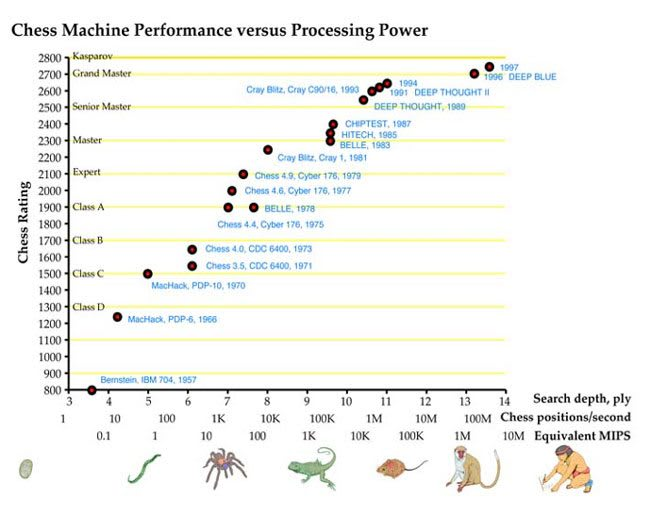 Chess Machine Performance versus Processing Power
2800 Kasparov
1997
2700 Grand Master
1996 DEEP BLUE
1994
Cray Blitz, Cray C90/16, 1993
1991 DEEP THOUGHT II
2600
2500 Senior Master
DEEP THOUGHT, 1989
2400
CHIPTEST, 1987
HITECH, 1985
2300 Master
BELLE, 1983
2200
Cray Blitz, Cray 1, 1981
2100 Expert
Chess 4.9, Cyber 176, 1979
2000
Chess 4.6, Cyber 176, 1977
1900 Class A
BELLE, 1978
1800
Chess 4.4, Cyber 176, 1975
1700 Class B
Chess 4.0, CDC 6400, 1973
1600
Chess 3.5, CDC 6400, 1971
1500 Class C
MacHack, PDP-10, 1970
1400
1300 Class D
1200
MacHack, PDP-6, 1966
1100
1000
900
Bernstein, IBM 704, 1957
800
Chess Rating
3 4 5 6 7 8 9 10 11 12 13 14 Search depth, ply
1 10 100 1K 10K 100K 1M 10M 100M Chess positions/second
0.1 1 10 100 1K 10K 100K 1M 10M Equivalent MIPS